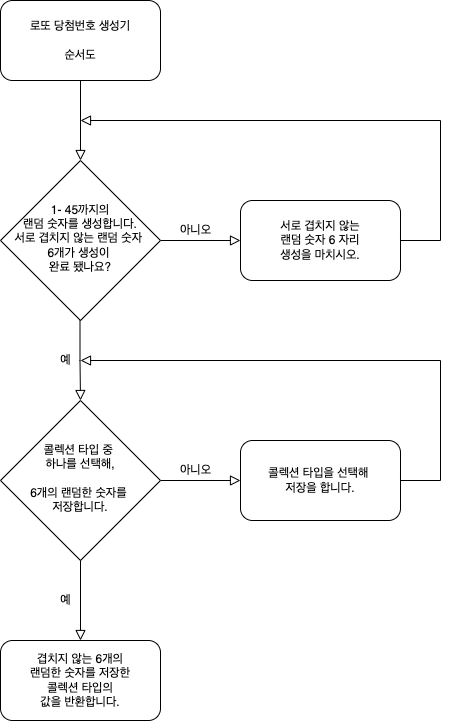 로또 당첨번호 생성기
순서도
1- 45까지의
랜덤 숫자를 생성합니다.
서로 겹치지 않는 랜덤 숫자
6개가 생성이
완료 됐나요?
아니오
서로 겹치지 않는
랜덤 숫자 6 자리
생성을 마치시오.
예
콜렉션 타입 중
하나를 선택해,
6개의 랜덤한 숫자를
저장합니다.
아니오
콜렉션 타입을 선택해
저장을 합니다.
예
겹치지 않는 6개의
랜덤한 숫자를 저장한
콜렉션 타입의
값을 반환합니다.